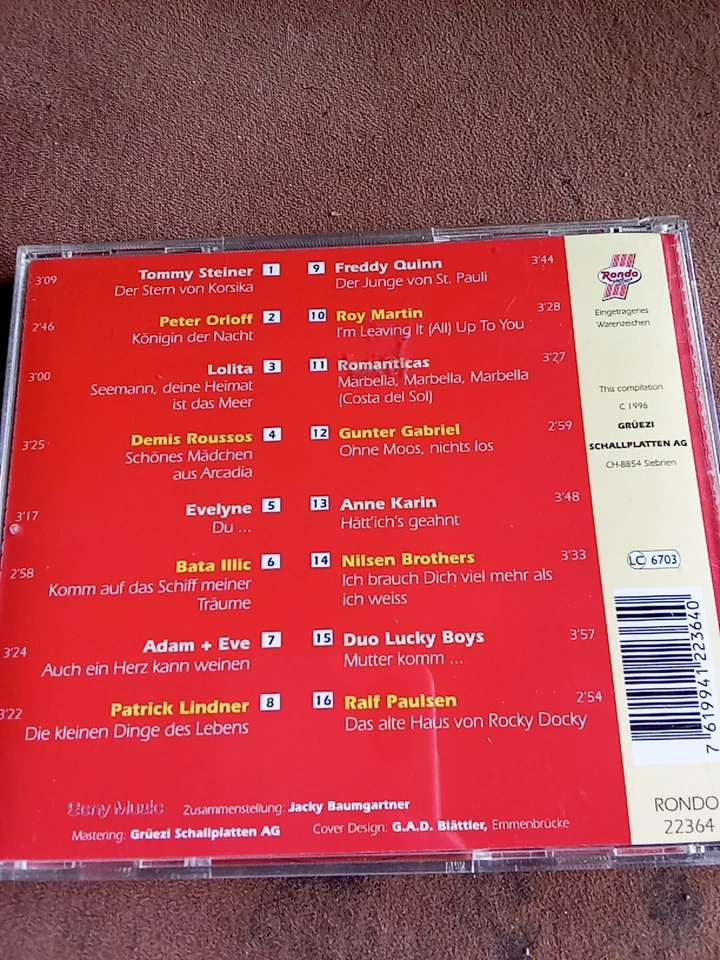 3'09 Tommy Steiner 1
Der Stern von Korsika
2'46 Peter Orloff 2
Königin der Nacht
3'00 Lolita 3
Seemann, deine Heimat
ist das Meer
3'25 Demis Roussos 4
Schönes Mädchen
aus Arcadia
3'17 Evelyne 5
Du ...
2'58 Bata Illic 6
Komm auf das Schiff meiner
Träume
3'24 Adam + Eve 7
Auch ein Herz kann weinen
3'22 Patrick Lindner 8
Die kleinen Dinge des Lebens
9 Freddy Quinn 3'44
Der Junge von St. Pauli
10 Roy Martin 3'28
I'm Leaving It (All) Up To You
11 Romanticas 3'27
Marbella, Marbella, Marbella
(Costa del Sol)
12 Gunter Gabriel 2'59
Ohne Moos, nichts los
13 Anne Karin 3'48
Hätt'ich's geahnt
14 Nilsen Brothers 3'33
Ich brauch Dich viel mehr als
ich weiss
15 Duo Lucky Boys 3'57
Mutter komm ...
16 Ralf Paulsen 2'54
Das alte Haus von Rocky Docky
Sony Music Zusammenstellung: Jacky Baumgartner
Mastering: Grüezi Schallplatten AG Cover Design: G.A.D. Blättler, Emmenbrücke
Rondo
Eingetragenes
Warenzeichen
This compilation
C 1996
GRÜEZI
SCHALLPLATTEN AG
CH-8854 Siebnen
LC 6703
7 619941 223640
RONDO
22364